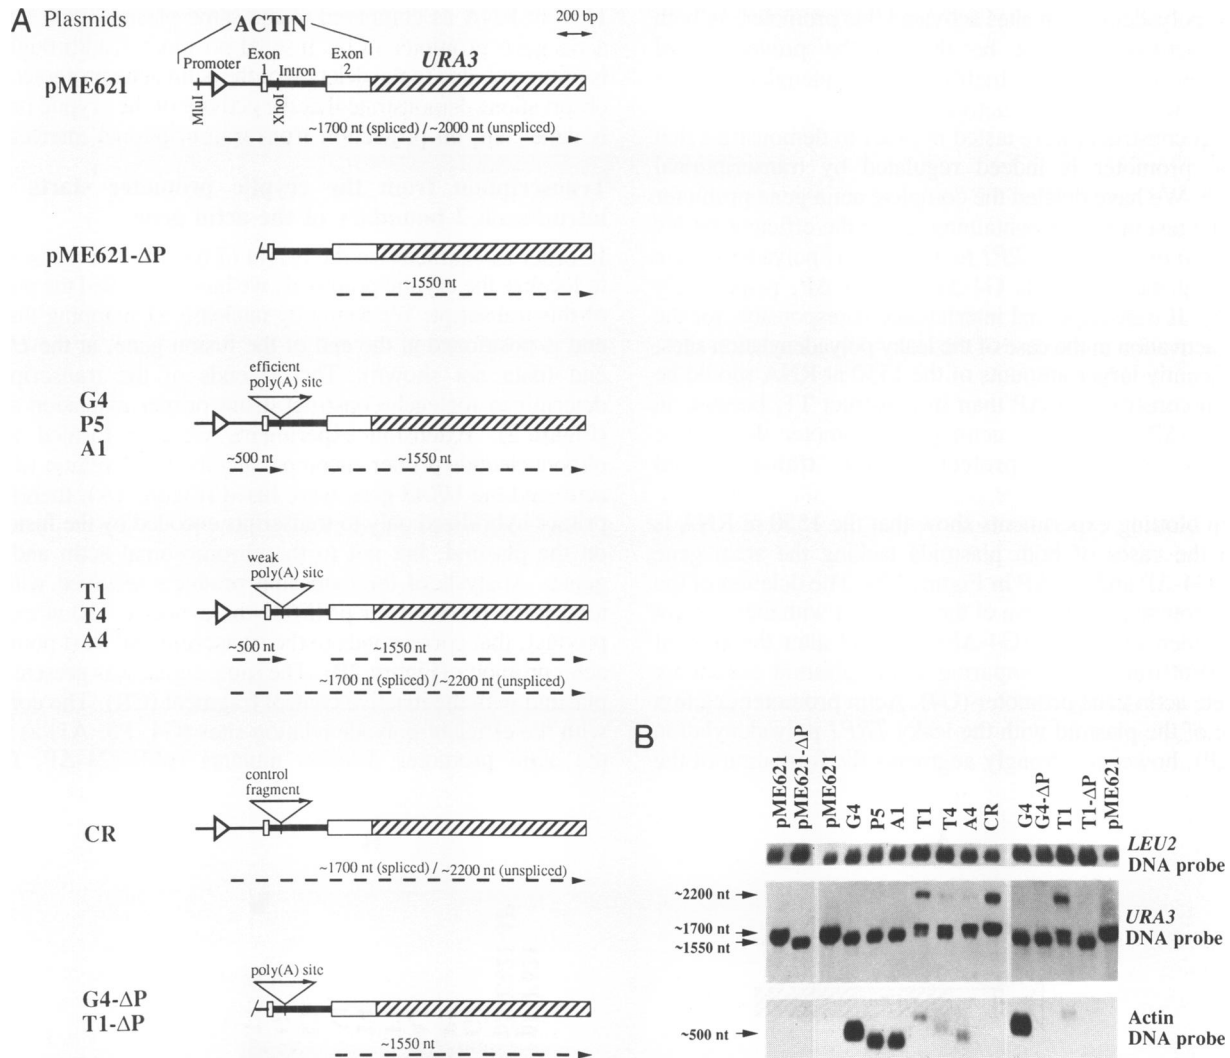 A Plasmids
200 bp
ACTIN
Promoter
Exon 1
Intron
Exon 2
URA3
pME621
MluI
XhoI
~1700 nt (spliced) / ~2000 nt (unspliced)
pME621-ΔP
~1550 nt
efficient
poly(A) site
G4
P5
A1
~500 nt
~1550 nt
weak
poly(A) site
T1
T4
A4
~500 nt
~1550 nt
~1700 nt (spliced) / ~2200 nt (unspliced)
control
fragment
CR
~1700 nt (spliced) / ~2200 nt (unspliced)
poly(A) site
G4-ΔP
T1-ΔP
~1550 nt
B
pME621
pME621-ΔP
pME621
G4
P5
A1
T1
T4
A4
CR
G4
G4-ΔP
T1
T1-ΔP
pME621
LEU2
DNA probe
~2200 nt
~1700 nt
~1550 nt
URA3
DNA probe
~500 nt
Actin
DNA probe